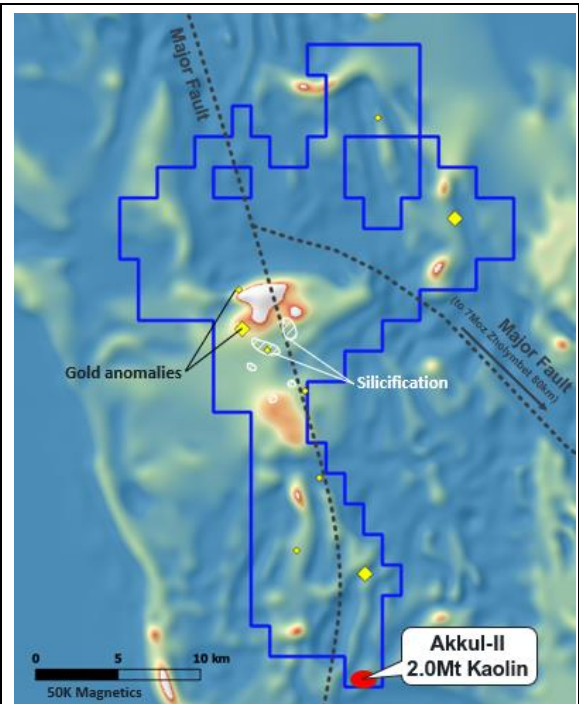 Major Fault
Major Fault
(to 7Moz Zholymbet 80km)
Gold anomalies
Silicification
Akkul-II
2.0Mt Kaolin
0 5 10 km
50K Magnetics